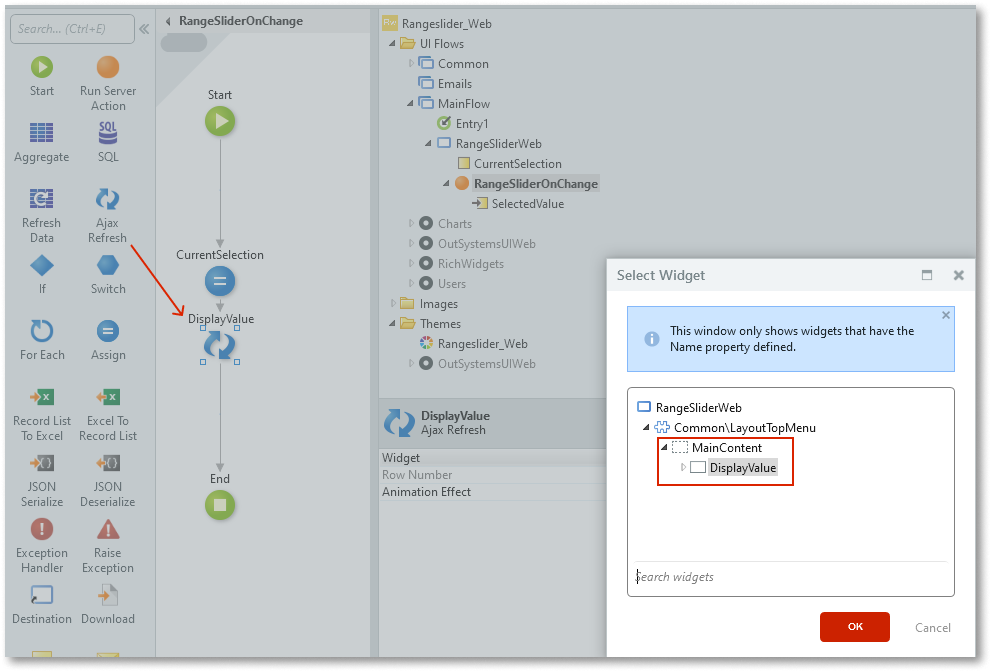 Search... (Ctrl+E)
Start
Run Server
Action
Aggregate
SQL
SQL
Refresh
Data
Ajax
Refresh
If
Switch
For Each
Assign
Record List
To Excel
Excel To
Record List
JSON
Serialize
JSON
Deserialize
Exception
Handler
Raise
Exception
Destination
Download
RangeSliderOnChange
Start
CurrentSelection
DisplayValue
End
Rangeslider_Web
UI Flows
Common
Emails
MainFlow
Entry1
RangeSliderWeb
CurrentSelection
RangeSliderOnChange
SelectedValue
Charts
OutSystemsUIWeb
RichWidgets
Users
Images
Themes
Rangeslider_Web
OutSystemsUIWeb
DisplayValue
Ajax Refresh
Widget
Row Number
Animation Effect
Select Widget
This window only shows widgets that have the
Name property defined.
RangeSliderWeb
Common\LayoutTopMenu
MainContent
DisplayValue
Search widgets
OK
Cancel